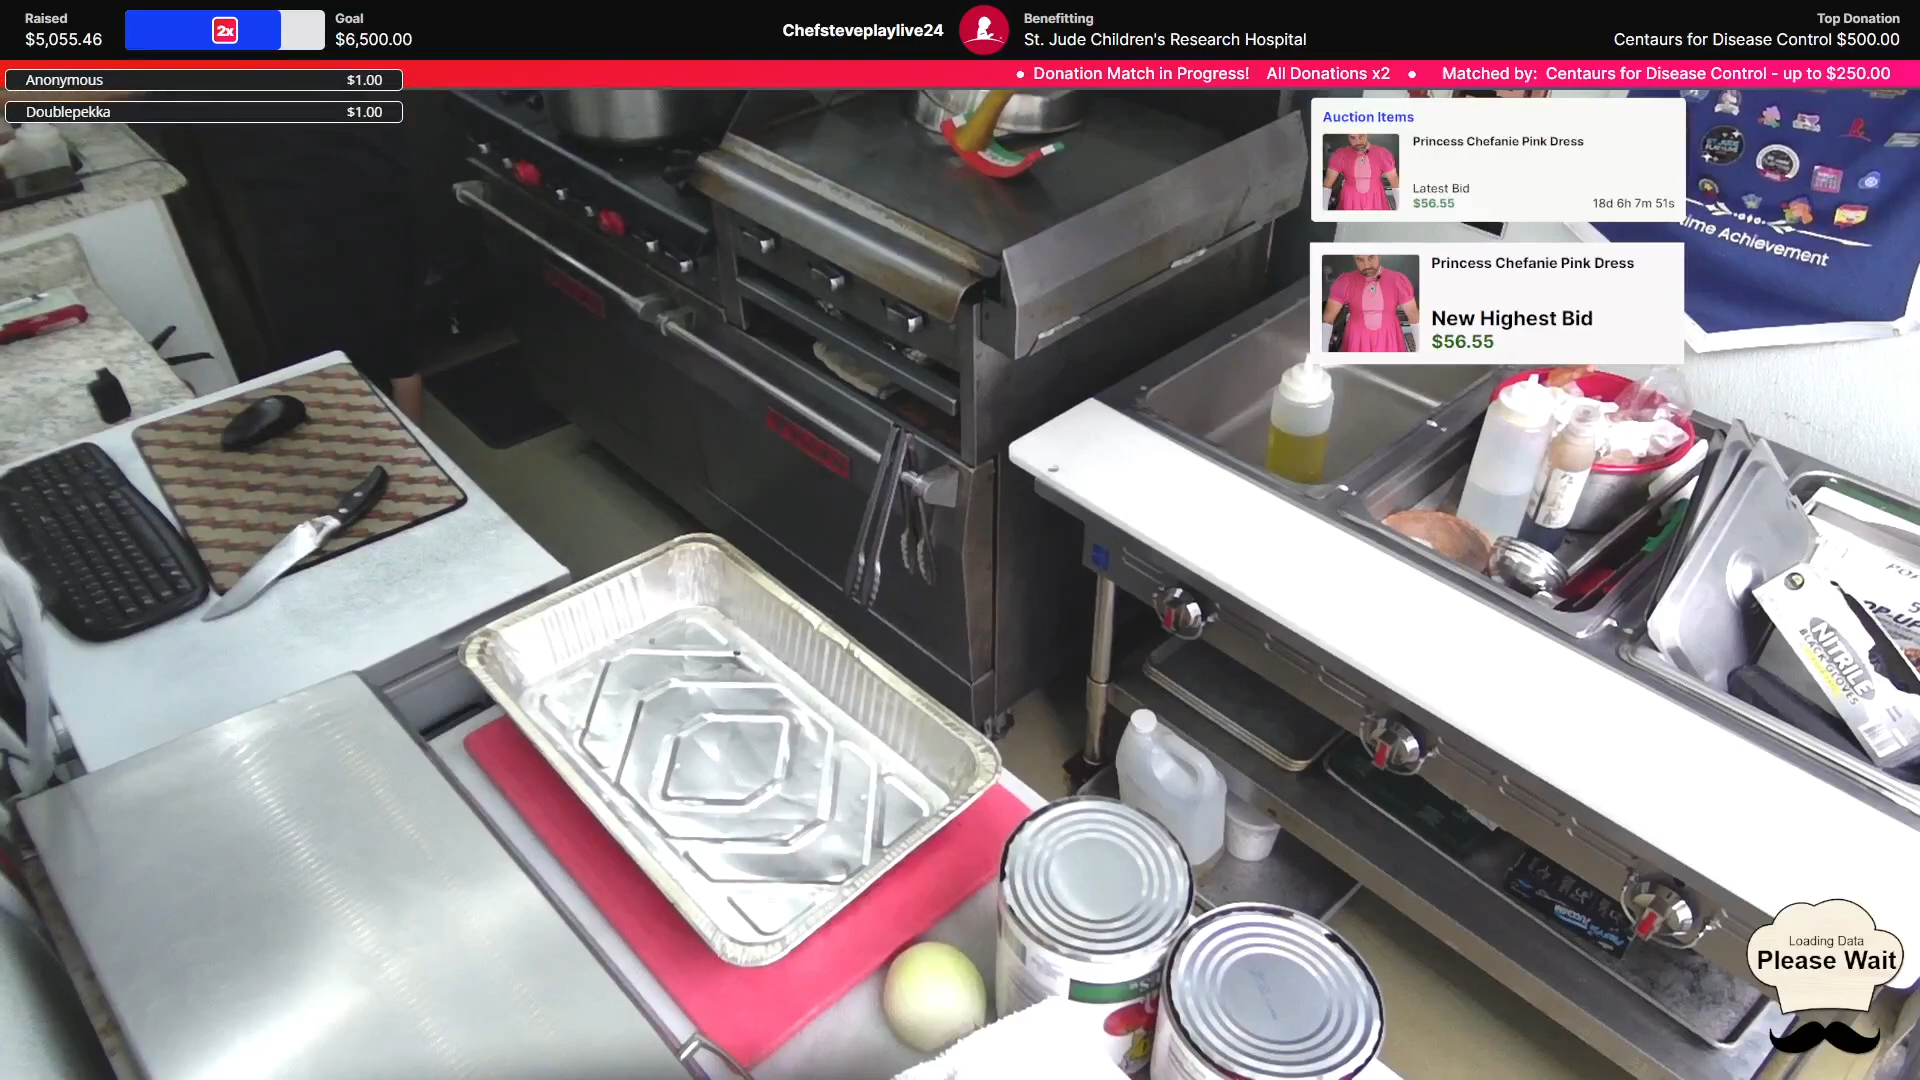 Raised
$5,055.46
2x
Goal
$6,500.00
Chefsteveplaylive24
Benefitting
St. Jude Children's Research Hospital
Top Donation
Centaurs for Disease Control $500.00
• Donation Match in Progress! All Donations x2 • Matched by: Centaurs for Disease Control - up to $250.00
Anonymous $1.00
Doublepekka $1.00
Auction Items
Princess Chefanie Pink Dress
Latest Bid
$56.55
18d 6h 7m 51s
Princess Chefanie Pink Dress
New Highest Bid
$56.55
time Achievement
NITRILE
BLACK GLOVES
Loading Data
Please Wait